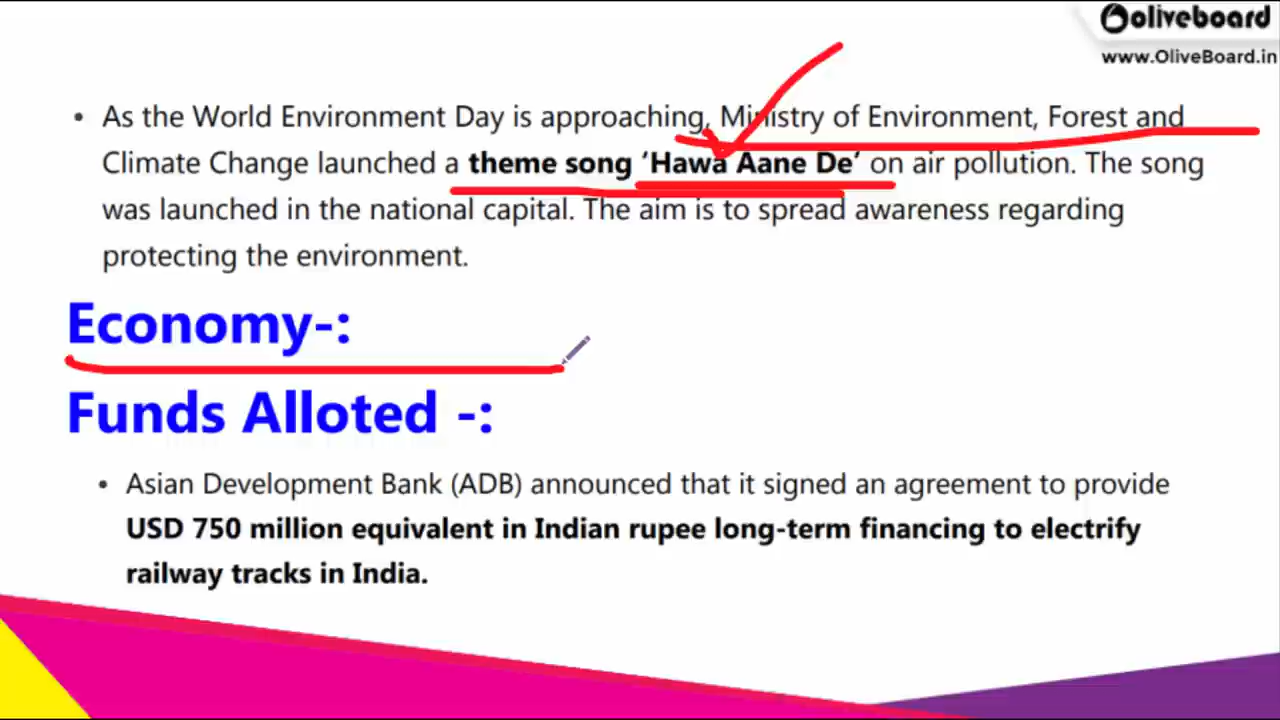 oliveboard
www.OliveBoard.in
• As the World Environment Day is approaching, Ministry of Environment, Forest and
Climate Change launched a theme song ‘Hawa Aane De’ on air pollution. The song
was launched in the national capital. The aim is to spread awareness regarding
protecting the environment.
Economy-:
Funds Alloted -:
• Asian Development Bank (ADB) announced that it signed an agreement to provide
USD 750 million equivalent in Indian rupee long-term financing to electrify
railway tracks in India.